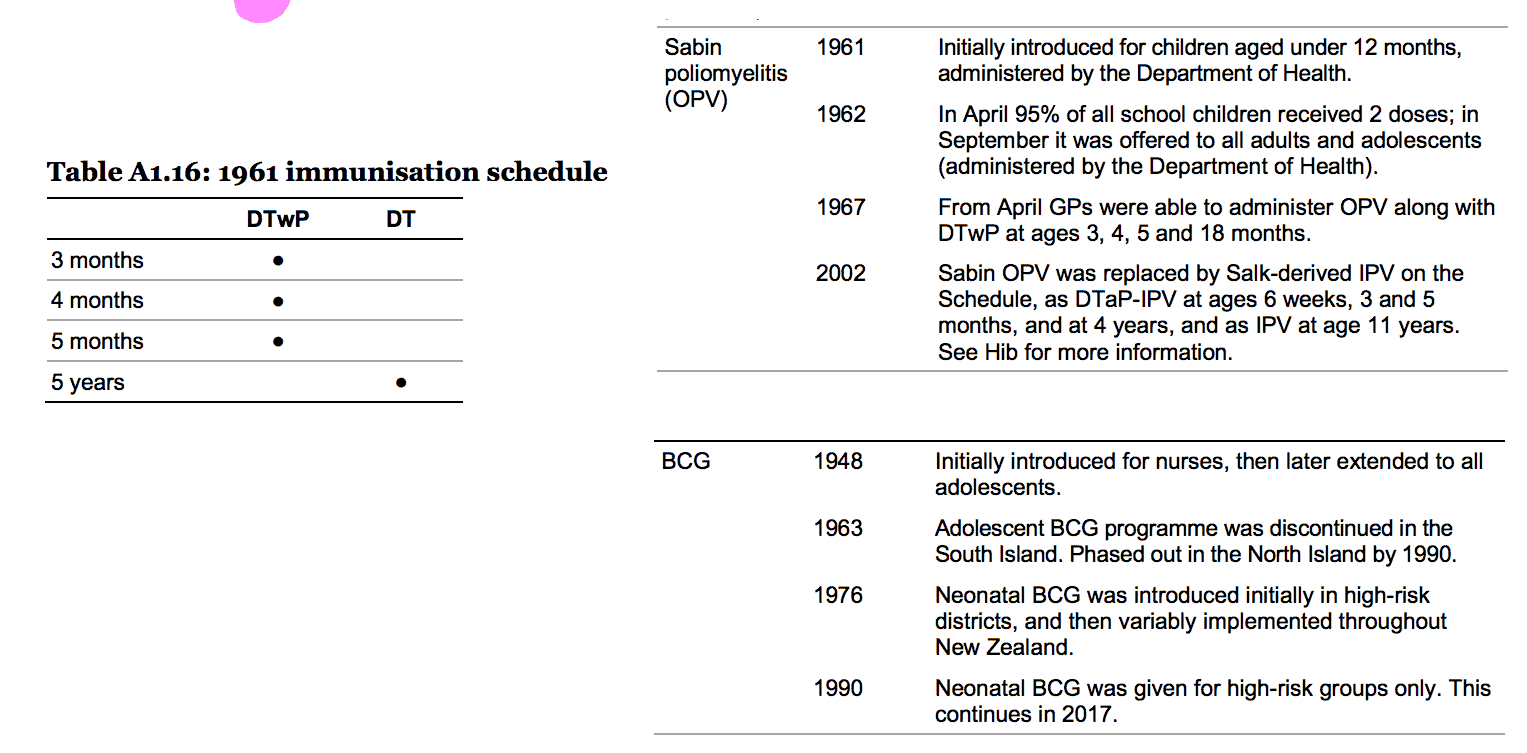 Table A1.16: 1961 immunisation schedule
DTwP DT
3 months ●
4 months ●
5 months ●
5 years ●
Sabin 1961 Initially introduced for children aged under 12 months,
poliomyelitis administered by the Department of Health.
(OPV)
1962 In April 95% of all school children received 2 doses; in
September it was offered to all adults and adolescents
(administered by the Department of Health).
1967 From April GPs were able to administer OPV along with
DTwP at ages 3, 4, 5 and 18 months.
2002 Sabin OPV was replaced by Salk-derived IPV on the
Schedule, as DTaP-IPV at ages 6 weeks, 3 and 5
months, and at 4 years, and as IPV at age 11 years.
See Hib for more information.
BCG 1948 Initially introduced for nurses, then later extended to all
adolescents.
1963 Adolescent BCG programme was discontinued in the
South Island. Phased out in the North Island by 1990.
1976 Neonatal BCG was introduced initially in high-risk
districts, and then variably implemented throughout
New Zealand.
1990 Neonatal BCG was given for high-risk groups only. This
continues in 2017.